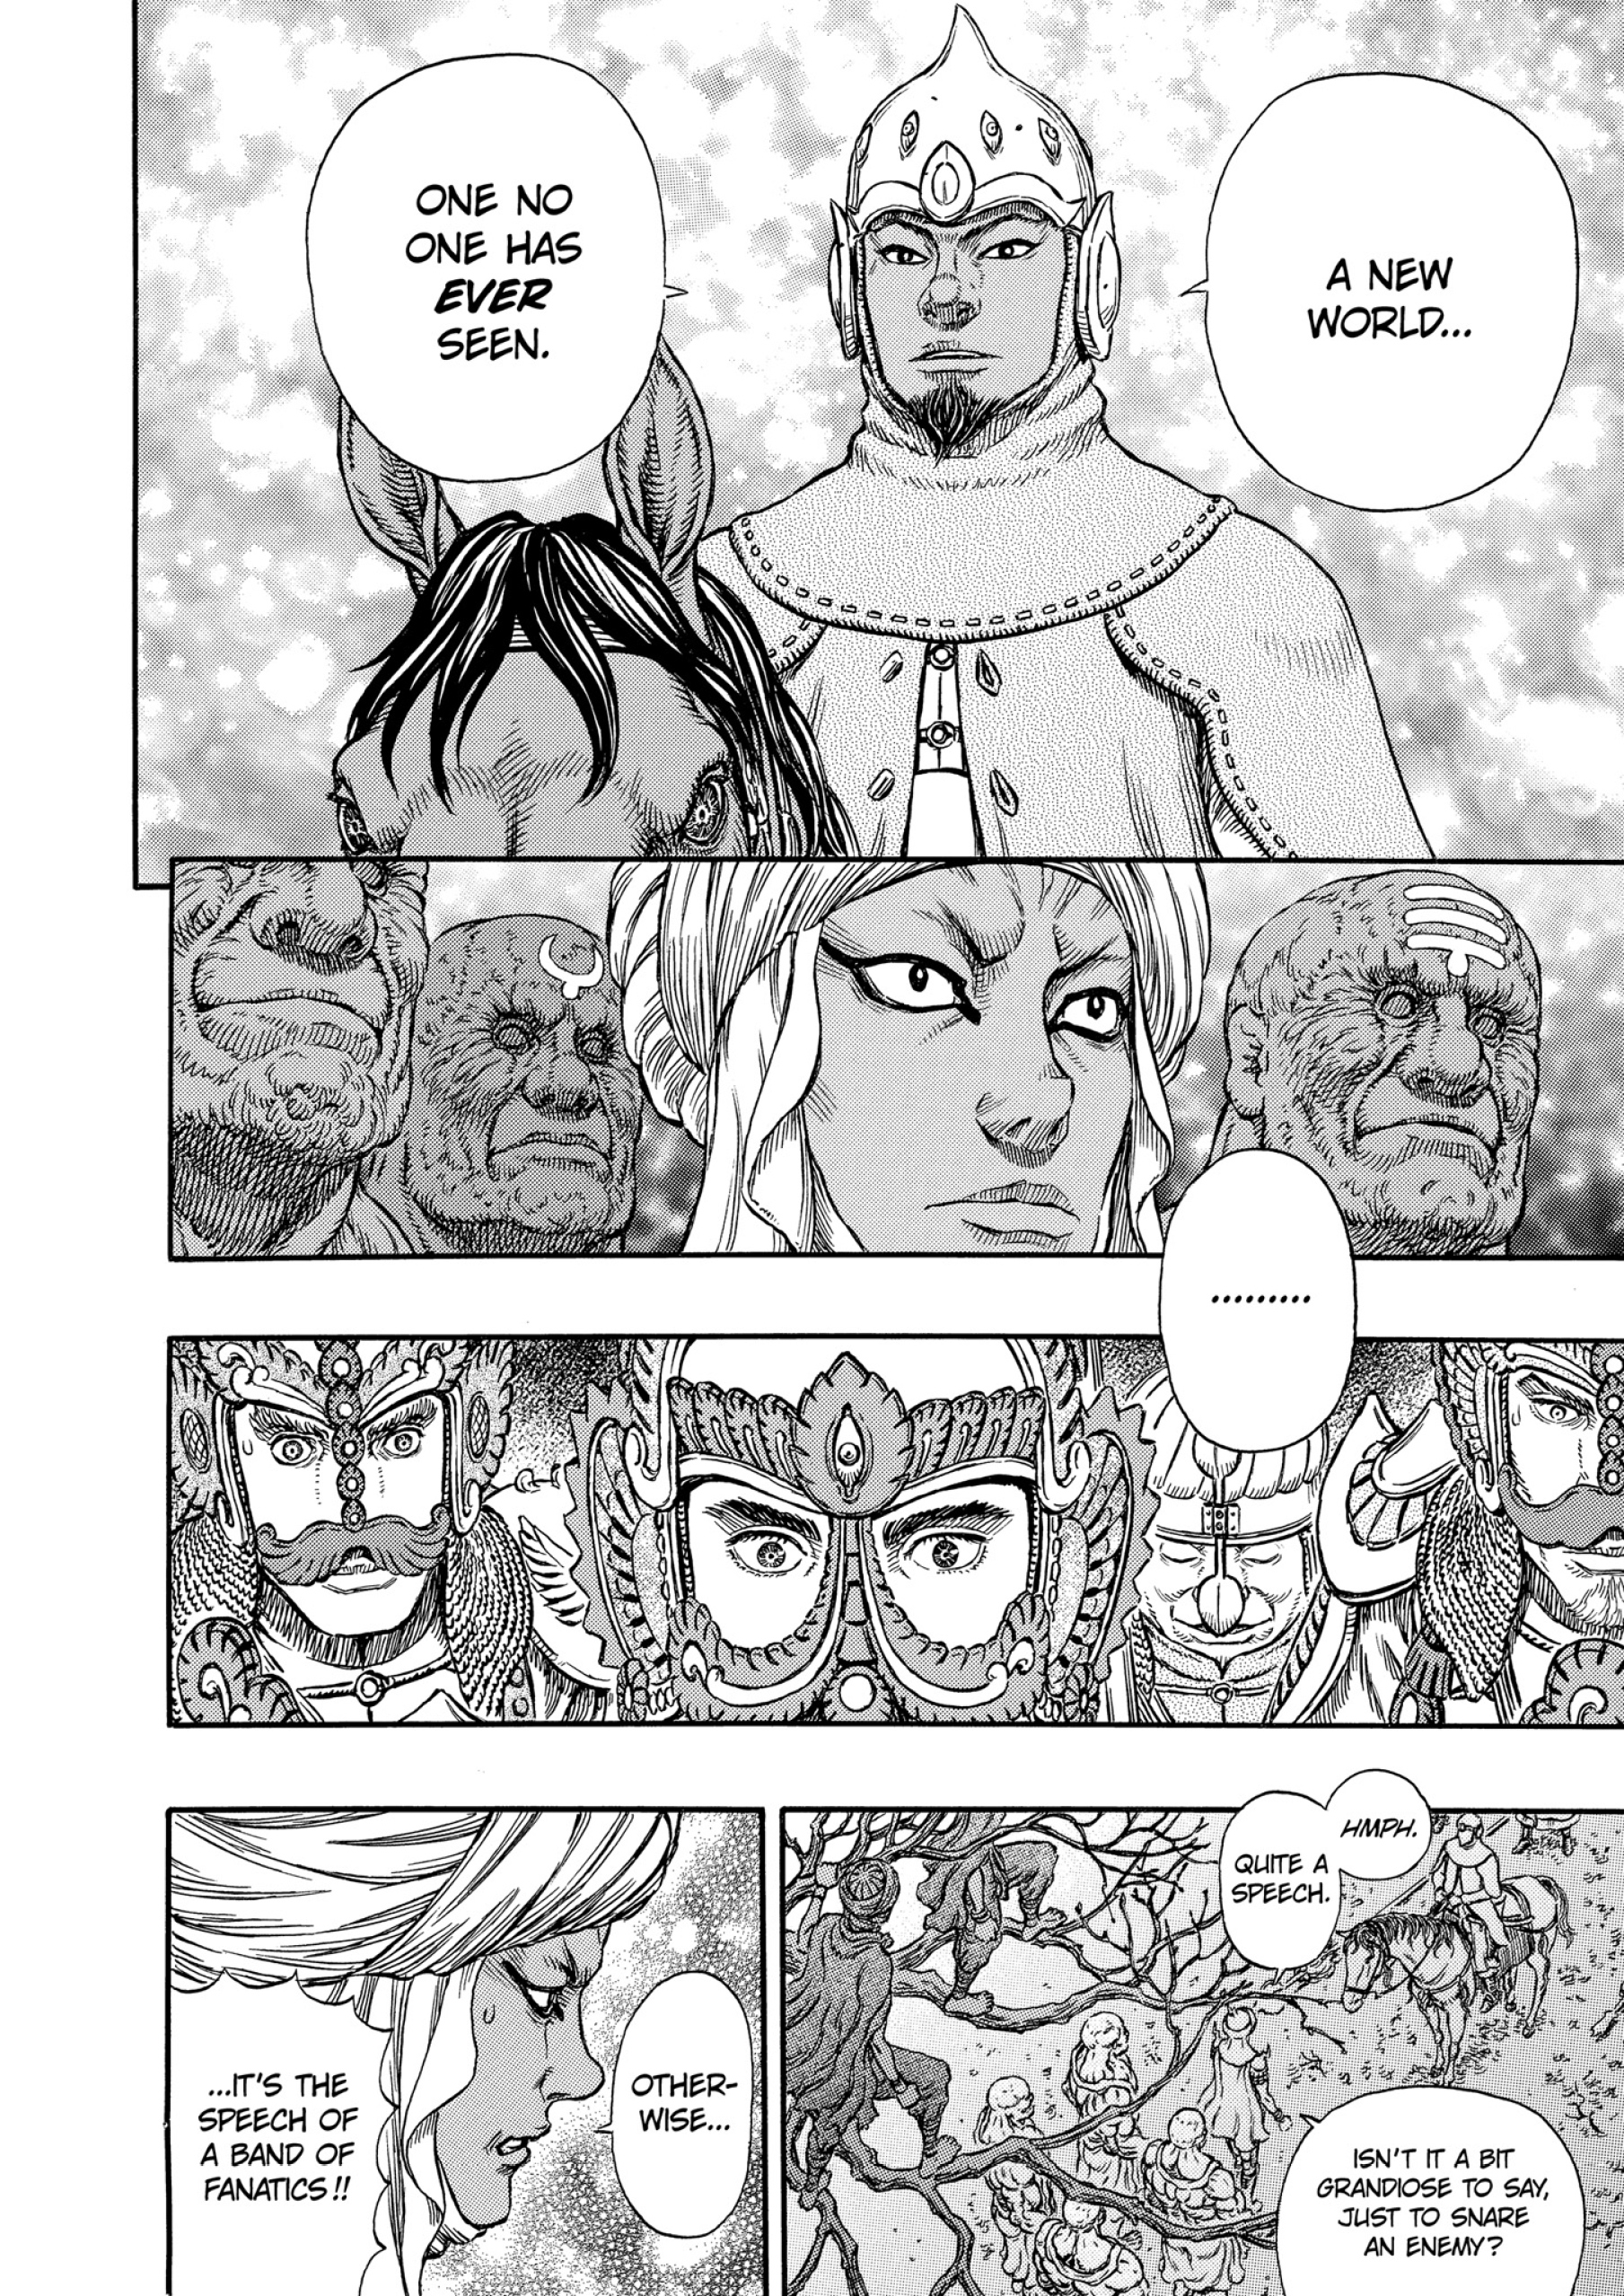 A NEW
WORLD...
ONE NO
ONE HAS
EVER
SEEN.
.........
HMPH.
QUITE A
SPEECH.
ISN'T IT A BIT
GRANDIOSE TO SAY,
JUST TO SNARE
AN ENEMY?
OTHER-
WISE...
...IT'S THE
SPEECH OF
A BAND OF
FANATICS!!